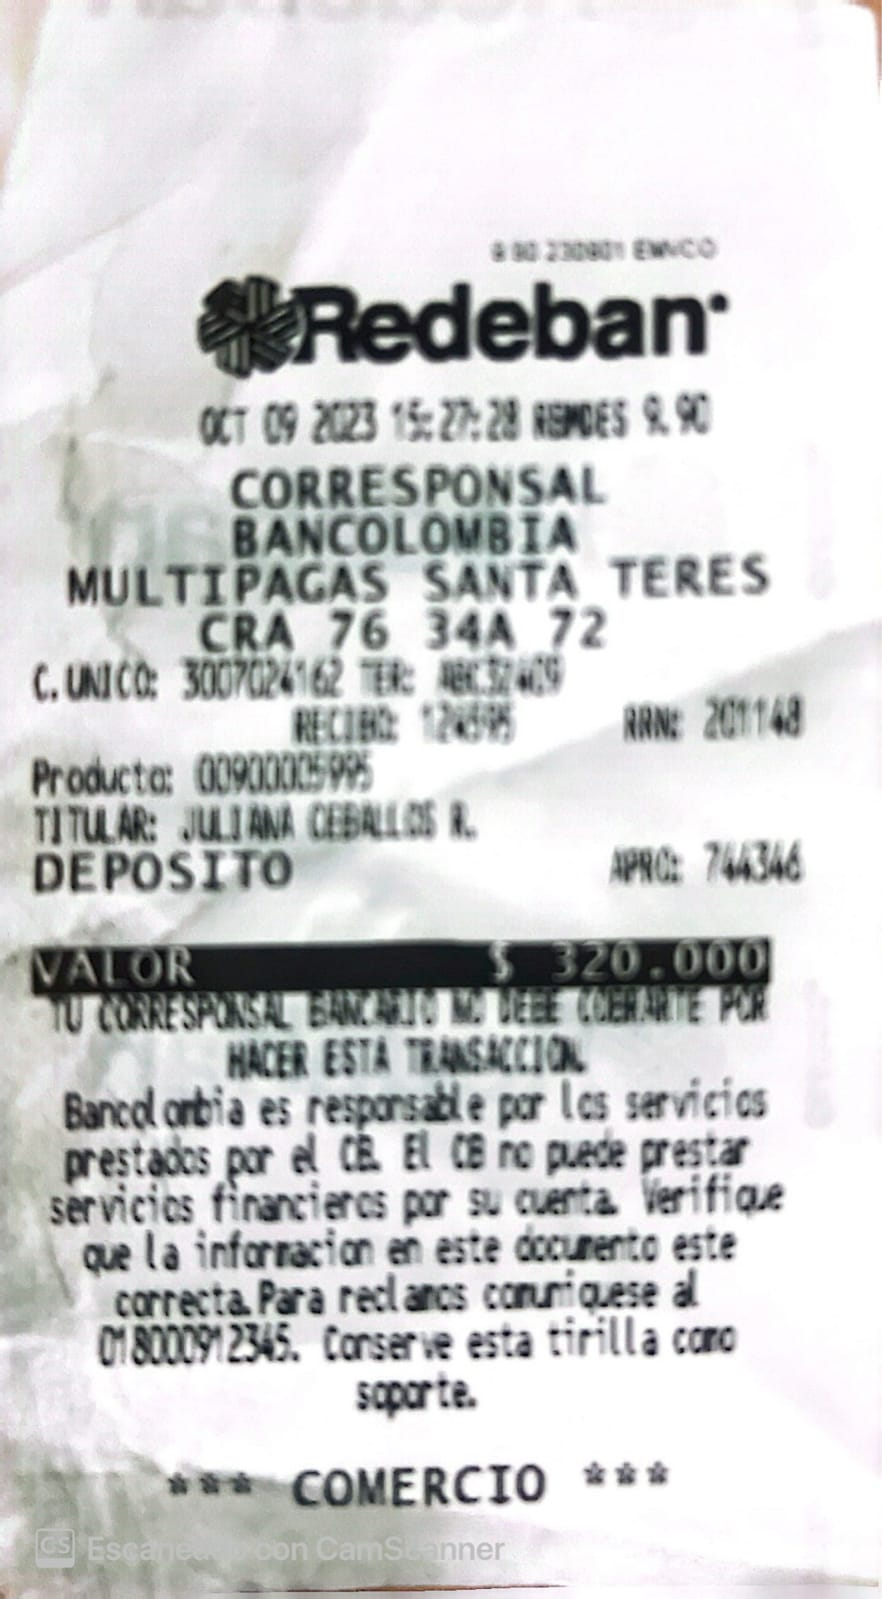 Redeban
OCT 09 2023 15:27:28 RBMDES 9.90
CORRESPONSAL
BANCOLOMBIA
MULTIPAGAS SANTA TERES
CRA 76 34A 72
C. UNICO: 3007024162 TER: ABC32409
RECIBO: 124595 RRN: 201148
Producto: 00900005995
TITULAR: JULIANA CEBALLOS R.
DEPOSITO APRO: 744346
VALOR $ 320.000
TU CORRESPONSAL BANCARIO NO DEBE COBRARTE POR
HACER ESTA TRANSACCION.
Bancolombia es responsable por los servicios
prestados por el CB. El CB no puede prestar
servicios financieros por su cuenta. Verifique
que la informacion en este documento este
correcta.Para reclamos comuniquese al
018000912345. Conserve esta tirilla como
soporte.
*** COMERCIO ***
CS Escaneado con CamScanner